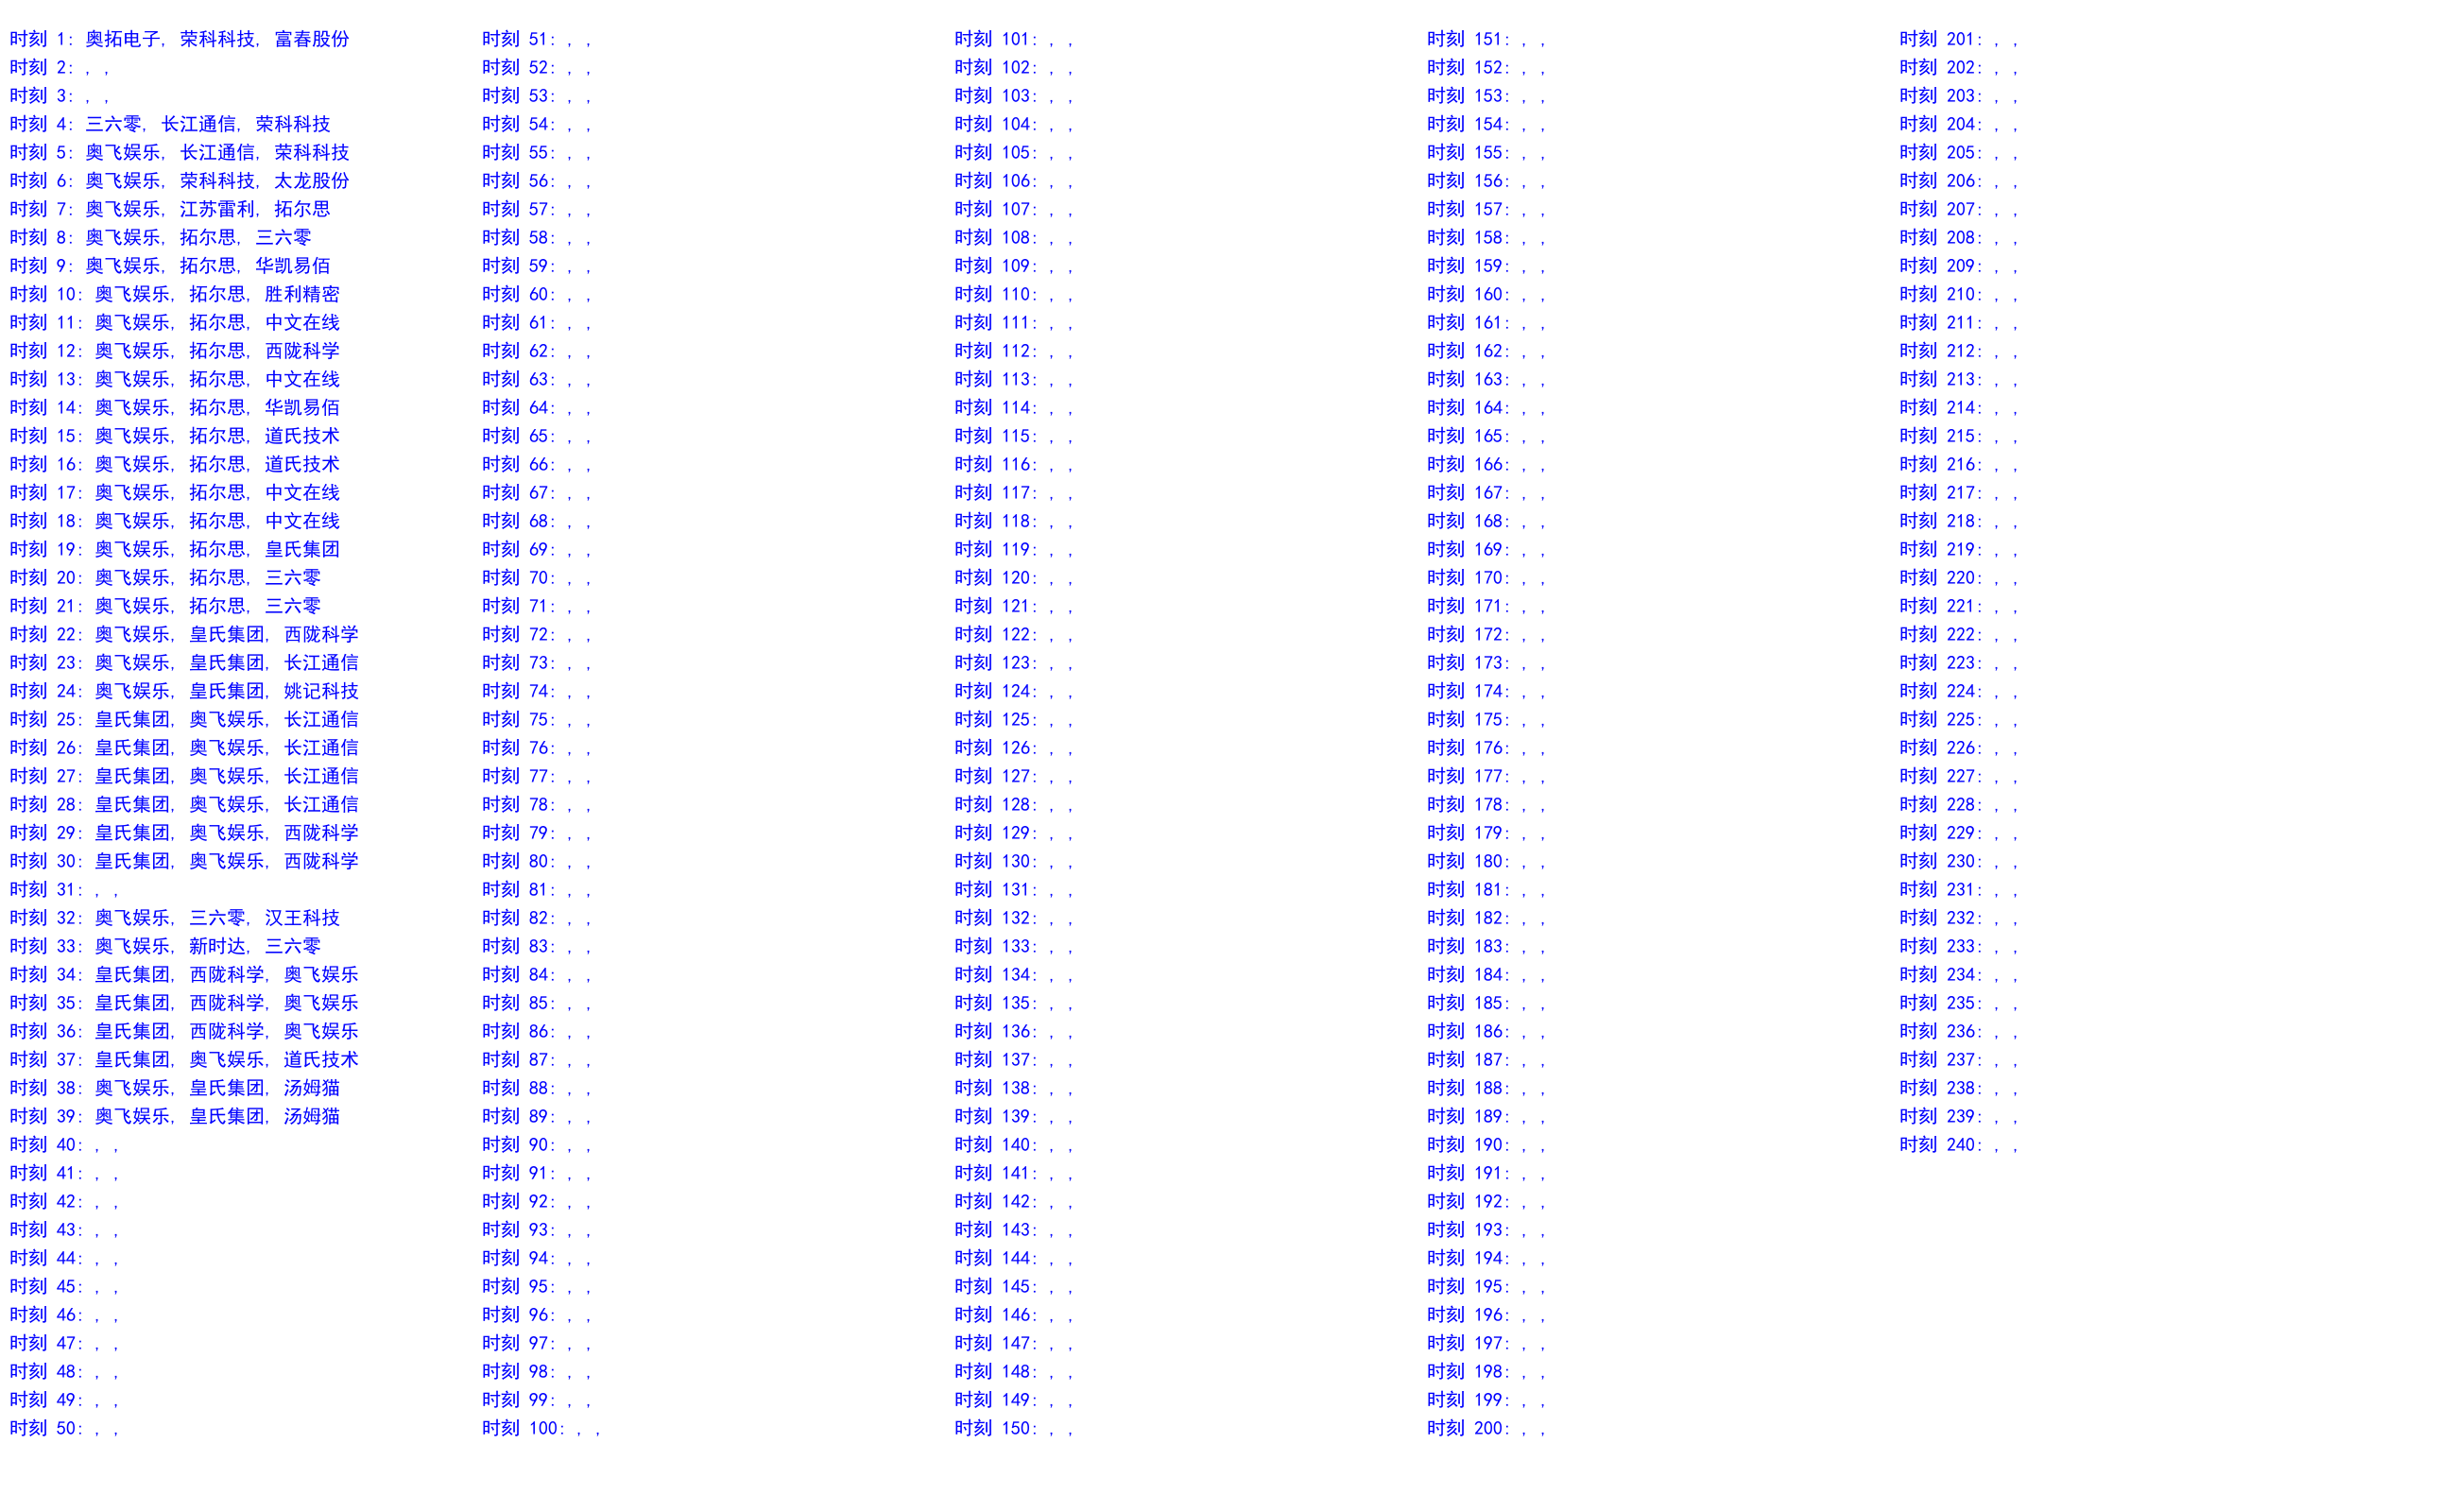 时刻 1: 奥拓电子, 荣科科技, 富春股份
时刻 2: , ,
时刻 3: , ,
时刻 4: 三六零, 长江通信, 荣科科技
时刻 5: 奥飞娱乐, 长江通信, 荣科科技
时刻 6: 奥飞娱乐, 荣科科技, 太龙股份
时刻 7: 奥飞娱乐, 江苏雷利, 拓尔思
时刻 8: 奥飞娱乐, 拓尔思, 三六零
时刻 9: 奥飞娱乐, 拓尔思, 华凯易佰
时刻 10: 奥飞娱乐, 拓尔思, 胜利精密
时刻 11: 奥飞娱乐, 拓尔思, 中文在线
时刻 12: 奥飞娱乐, 拓尔思, 西陇科学
时刻 13: 奥飞娱乐, 拓尔思, 中文在线
时刻 14: 奥飞娱乐, 拓尔思, 华凯易佰
时刻 15: 奥飞娱乐, 拓尔思, 道氏技术
时刻 16: 奥飞娱乐, 拓尔思, 道氏技术
时刻 17: 奥飞娱乐, 拓尔思, 中文在线
时刻 18: 奥飞娱乐, 拓尔思, 中文在线
时刻 19: 奥飞娱乐, 拓尔思, 皇氏集团
时刻 20: 奥飞娱乐, 拓尔思, 三六零
时刻 21: 奥飞娱乐, 拓尔思, 三六零
时刻 22: 奥飞娱乐, 皇氏集团, 西陇科学
时刻 23: 奥飞娱乐, 皇氏集团, 长江通信
时刻 24: 奥飞娱乐, 皇氏集团, 姚记科技
时刻 25: 皇氏集团, 奥飞娱乐, 长江通信
时刻 26: 皇氏集团, 奥飞娱乐, 长江通信
时刻 27: 皇氏集团, 奥飞娱乐, 长江通信
时刻 28: 皇氏集团, 奥飞娱乐, 长江通信
时刻 29: 皇氏集团, 奥飞娱乐, 西陇科学
时刻 30: 皇氏集团, 奥飞娱乐, 西陇科学
时刻 31: , ,
时刻 32: 奥飞娱乐, 三六零, 汉王科技
时刻 33: 奥飞娱乐, 新时达, 三六零
时刻 34: 皇氏集团, 西陇科学, 奥飞娱乐
时刻 35: 皇氏集团, 西陇科学, 奥飞娱乐
时刻 36: 皇氏集团, 西陇科学, 奥飞娱乐
时刻 37: 皇氏集团, 奥飞娱乐, 道氏技术
时刻 38: 奥飞娱乐, 皇氏集团, 汤姆猫
时刻 39: 奥飞娱乐, 皇氏集团, 汤姆猫
时刻 40: , ,
时刻 41: , ,
时刻 42: , ,
时刻 43: , ,
时刻 44: , ,
时刻 45: , ,
时刻 46: , ,
时刻 47: , ,
时刻 48: , ,
时刻 49: , ,
时刻 50: , ,
时刻 51: , ,
时刻 52: , ,
时刻 53: , ,
时刻 54: , ,
时刻 55: , ,
时刻 56: , ,
时刻 57: , ,
时刻 58: , ,
时刻 59: , ,
时刻 60: , ,
时刻 61: , ,
时刻 62: , ,
时刻 63: , ,
时刻 64: , ,
时刻 65: , ,
时刻 66: , ,
时刻 67: , ,
时刻 68: , ,
时刻 69: , ,
时刻 70: , ,
时刻 71: , ,
时刻 72: , ,
时刻 73: , ,
时刻 74: , ,
时刻 75: , ,
时刻 76: , ,
时刻 77: , ,
时刻 78: , ,
时刻 79: , ,
时刻 80: , ,
时刻 81: , ,
时刻 82: , ,
时刻 83: , ,
时刻 84: , ,
时刻 85: , ,
时刻 86: , ,
时刻 87: , ,
时刻 88: , ,
时刻 89: , ,
时刻 90: , ,
时刻 91: , ,
时刻 92: , ,
时刻 93: , ,
时刻 94: , ,
时刻 95: , ,
时刻 96: , ,
时刻 97: , ,
时刻 98: , ,
时刻 99: , ,
时刻 100: , ,
时刻 101: , ,
时刻 102: , ,
时刻 103: , ,
时刻 104: , ,
时刻 105: , ,
时刻 106: , ,
时刻 107: , ,
时刻 108: , ,
时刻 109: , ,
时刻 110: , ,
时刻 111: , ,
时刻 112: , ,
时刻 113: , ,
时刻 114: , ,
时刻 115: , ,
时刻 116: , ,
时刻 117: , ,
时刻 118: , ,
时刻 119: , ,
时刻 120: , ,
时刻 121: , ,
时刻 122: , ,
时刻 123: , ,
时刻 124: , ,
时刻 125: , ,
时刻 126: , ,
时刻 127: , ,
时刻 128: , ,
时刻 129: , ,
时刻 130: , ,
时刻 131: , ,
时刻 132: , ,
时刻 133: , ,
时刻 134: , ,
时刻 135: , ,
时刻 136: , ,
时刻 137: , ,
时刻 138: , ,
时刻 139: , ,
时刻 140: , ,
时刻 141: , ,
时刻 142: , ,
时刻 143: , ,
时刻 144: , ,
时刻 145: , ,
时刻 146: , ,
时刻 147: , ,
时刻 148: , ,
时刻 149: , ,
时刻 150: , ,
时刻 151: , ,
时刻 152: , ,
时刻 153: , ,
时刻 154: , ,
时刻 155: , ,
时刻 156: , ,
时刻 157: , ,
时刻 158: , ,
时刻 159: , ,
时刻 160: , ,
时刻 161: , ,
时刻 162: , ,
时刻 163: , ,
时刻 164: , ,
时刻 165: , ,
时刻 166: , ,
时刻 167: , ,
时刻 168: , ,
时刻 169: , ,
时刻 170: , ,
时刻 171: , ,
时刻 172: , ,
时刻 173: , ,
时刻 174: , ,
时刻 175: , ,
时刻 176: , ,
时刻 177: , ,
时刻 178: , ,
时刻 179: , ,
时刻 180: , ,
时刻 181: , ,
时刻 182: , ,
时刻 183: , ,
时刻 184: , ,
时刻 185: , ,
时刻 186: , ,
时刻 187: , ,
时刻 188: , ,
时刻 189: , ,
时刻 190: , ,
时刻 191: , ,
时刻 192: , ,
时刻 193: , ,
时刻 194: , ,
时刻 195: , ,
时刻 196: , ,
时刻 197: , ,
时刻 198: , ,
时刻 199: , ,
时刻 200: , ,
时刻 201: , ,
时刻 202: , ,
时刻 203: , ,
时刻 204: , ,
时刻 205: , ,
时刻 206: , ,
时刻 207: , ,
时刻 208: , ,
时刻 209: , ,
时刻 210: , ,
时刻 211: , ,
时刻 212: , ,
时刻 213: , ,
时刻 214: , ,
时刻 215: , ,
时刻 216: , ,
时刻 217: , ,
时刻 218: , ,
时刻 219: , ,
时刻 220: , ,
时刻 221: , ,
时刻 222: , ,
时刻 223: , ,
时刻 224: , ,
时刻 225: , ,
时刻 226: , ,
时刻 227: , ,
时刻 228: , ,
时刻 229: , ,
时刻 230: , ,
时刻 231: , ,
时刻 232: , ,
时刻 233: , ,
时刻 234: , ,
时刻 235: , ,
时刻 236: , ,
时刻 237: , ,
时刻 238: , ,
时刻 239: , ,
时刻 240: , ,